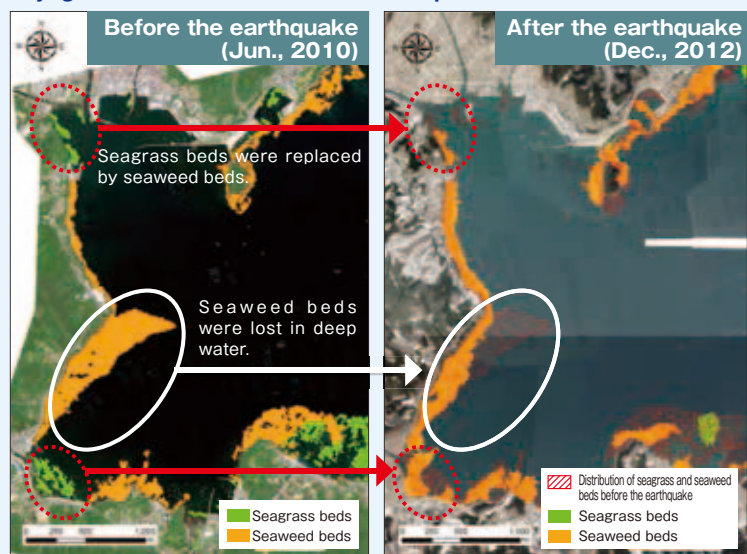 Before the earthquake
(Jun., 2010)
After the earthquake
(Dec., 2012)
Seagrass beds were replaced
by seaweed beds.
Seaweed beds
were lost in deep
water.
Seagrass beds
Seaweed beds
Distribution of seagrass and seaweed
beds before the earthquake
Seagrass beds
Seaweed beds